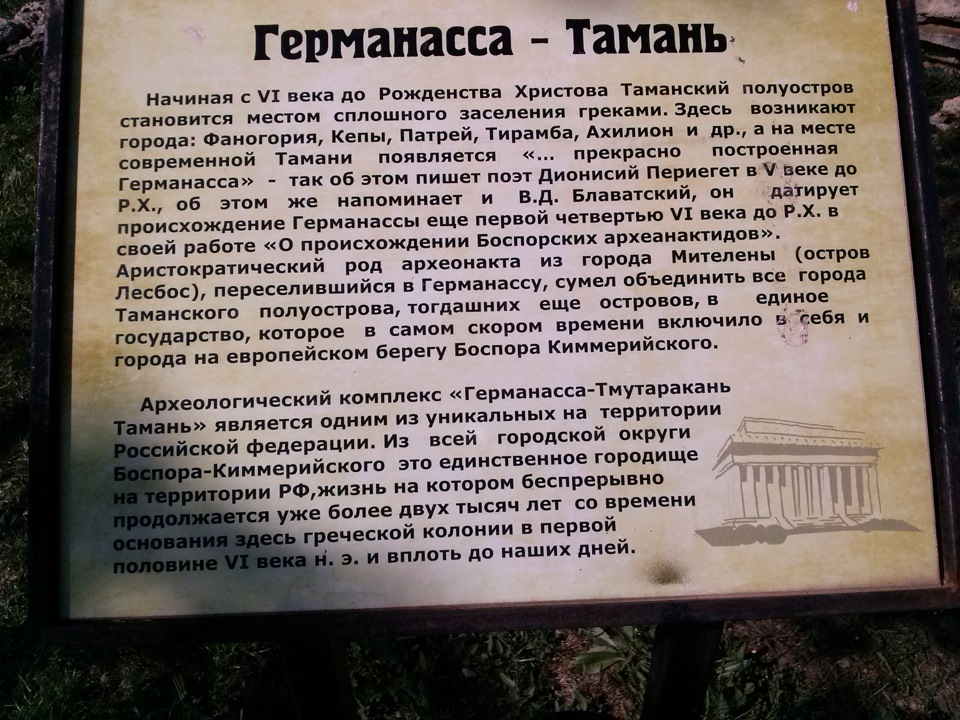 Германасса - Тамань
Начиная с VI века до Рожденства Христова Таманский полуостров
становится местом сплошного заселения греками. Здесь возникают
города: Фаногория, Кепы, Патрей, Тирамба, Ахилион и др., а на месте
современной Тамани появляется «... прекрасно построенная
Германасса» - так об этом пишет поэт Дионисий Периегет в V веке до
Р.Х., об этом же напоминает и В.Д. Блаватский, он датирует
происхождение Германассы еще первой четвертью VI века до Р.Х. в
своей работе «О происхождении Боспорских археанактидов».
Аристократический род археонакта из города Мителены (остров
Лесбос), переселившийся в Германассу, сумел объединить все города
Таманского полуострова, тогдашних еще островов, в единое
государство, которое в самом скором времени включило в себя и
города на европейском берегу Боспора Киммерийского.
Археологический комплекс «Германасса-Тмутаракань
Тамань» является одним из уникальных на территории
Российской федерации. Из всей городской округи
Боспора-Киммерийского это единственное городище
на территории РФ,жизнь на котором беспрерывно
продолжается уже более двух тысяч лет со времени
основания здесь греческой колонии в первой
половине VI века н. э. и вплоть до наших дней.